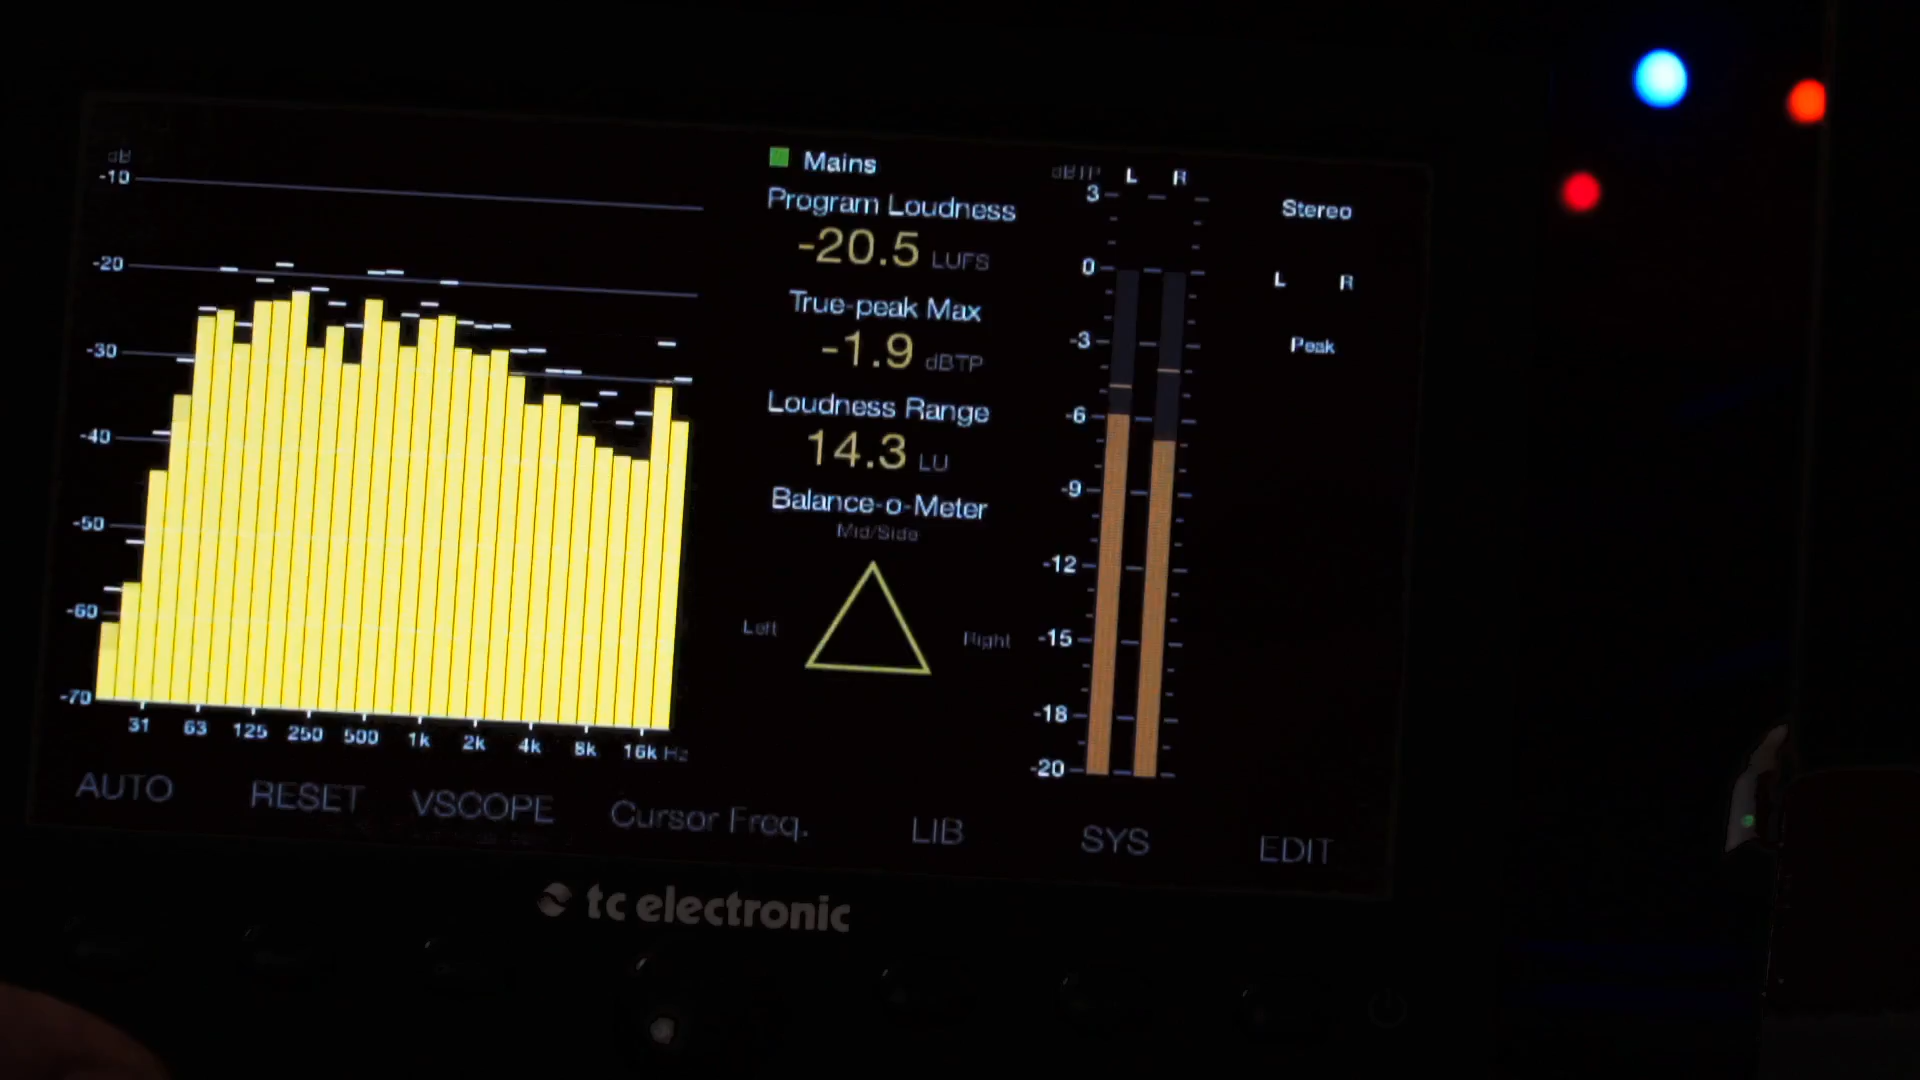 dB
-10
-20
-30
-40
-50
-60
-70
31 63 125 250 500 1k 2k 4k 8k 16k Hz
Mains
Program Loudness
-20.5 LUFS
True-peak Max
-1.9 dBTP
Loudness Range
14.3 LU
Balance-o-Meter
Mid/Side
Left Right
dBTP L R
3
0
-3
-6
-9
-12
-15
-18
-20
Stereo
L R
Peak
AUTO RESET VSCOPE Cursor Freq. LIB SYS EDIT
tc electronic